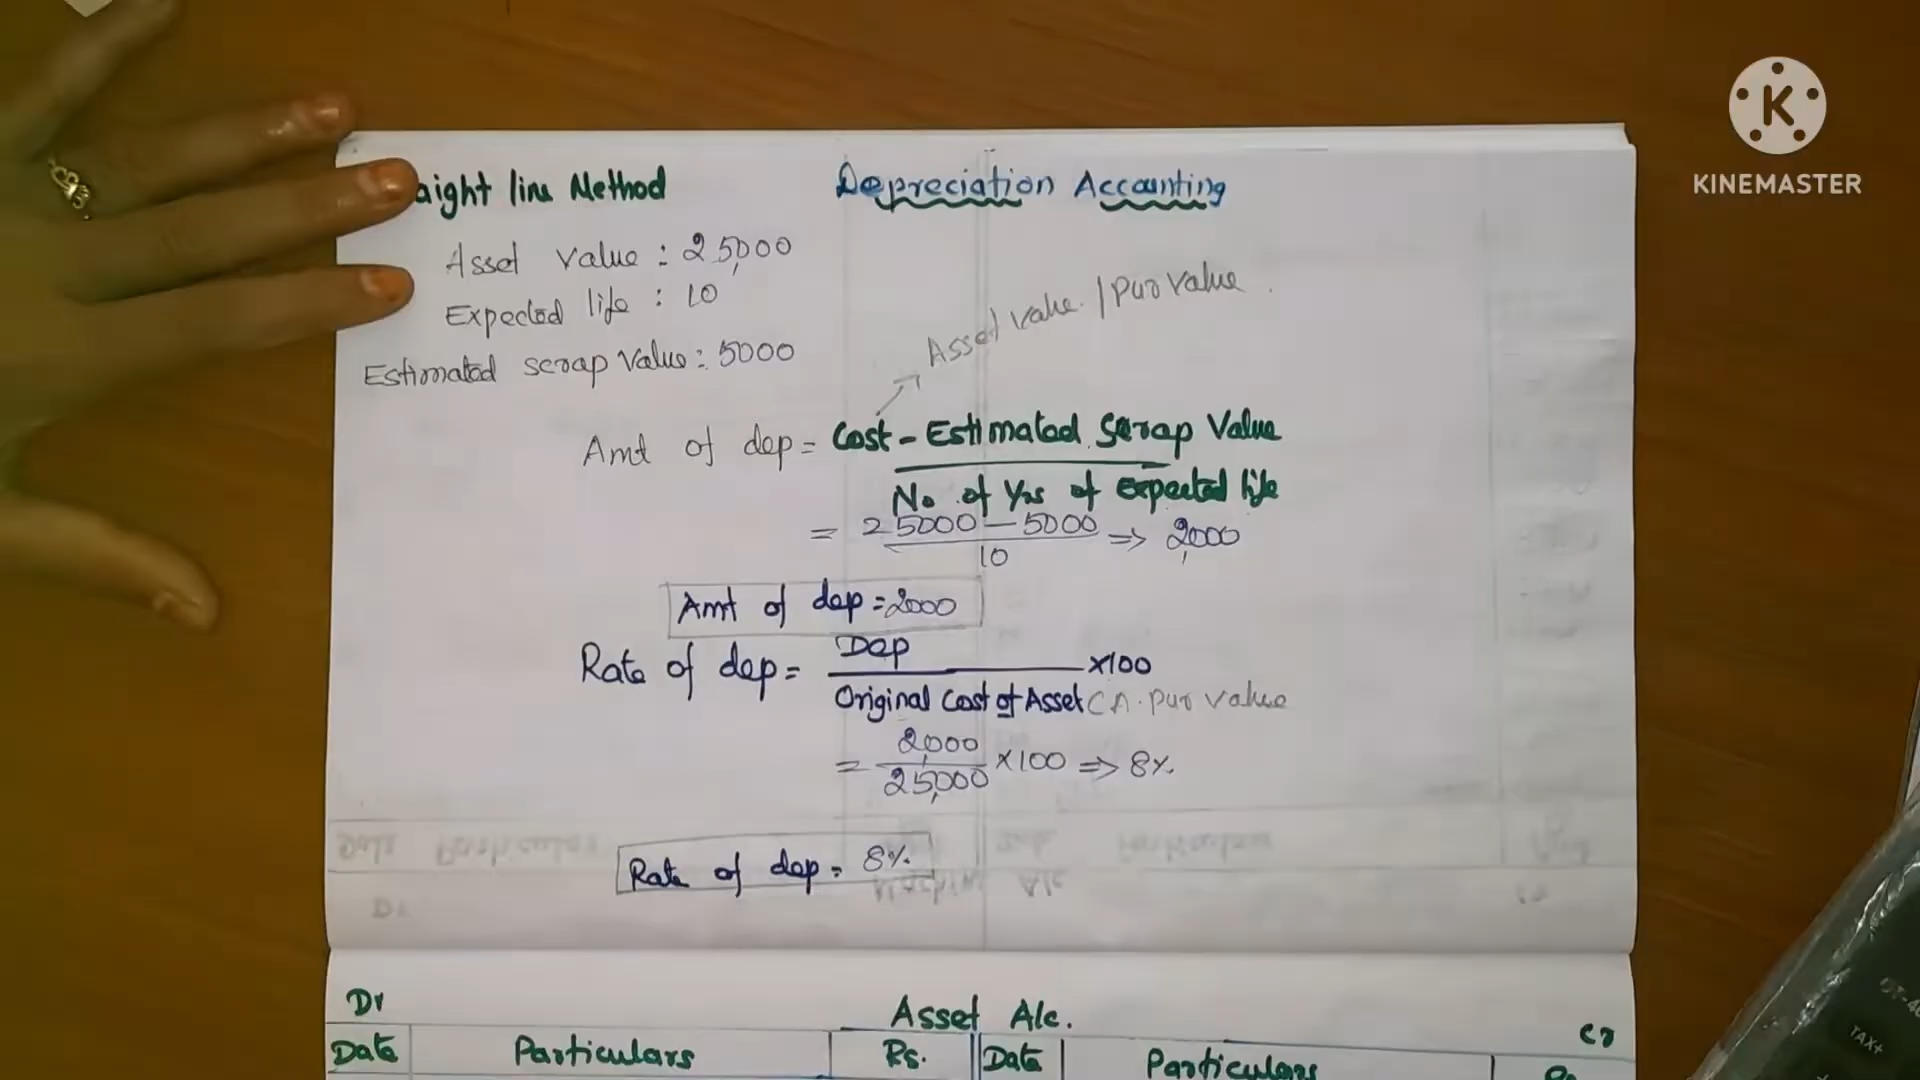 aight line Method
Depreciation Accounting
KINEMASTER
Asset value : 25,000
Expected life : 10
Estimated scrap value : 5000
Asset value / Pur value
Amt of dep = Cost - Estimated Scrap Value
No of Yrs of expected life
= 25000 - 5000 ⇒ 2,000
10
Amt of dep = 2000
Rate of dep = Dep ×100
Original Cost of Asset CA. pur value
= 2,000 ×100 ⇒ 8%
25,000
Rate of dep = 8%
Dr Asset A/c. Cr
Date Particulars Rs. Date Particulars
TAX+